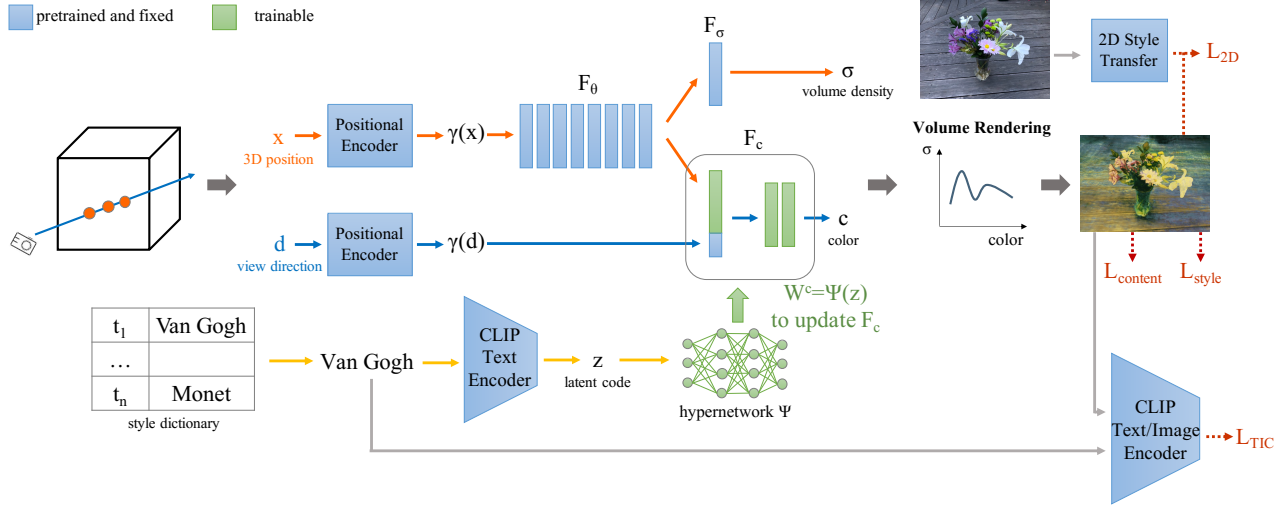 pretrained and fixed
trainable
F_σ
2D Style
Transfer
L_2D
F_θ
σ
volume density
x
3D position
Positional
Encoder
γ(x)
F_c
Volume Rendering
σ
color
d
view direction
Positional
Encoder
γ(d)
c
color
L_content
L_style
W^c=Ψ(z)
to update F_c
t_1 Van Gogh
...
t_n Monet
style dictionary
Van Gogh
CLIP
Text
Encoder
z
latent code
hypernetwork Ψ
CLIP
Text/Image
Encoder
L_TIC